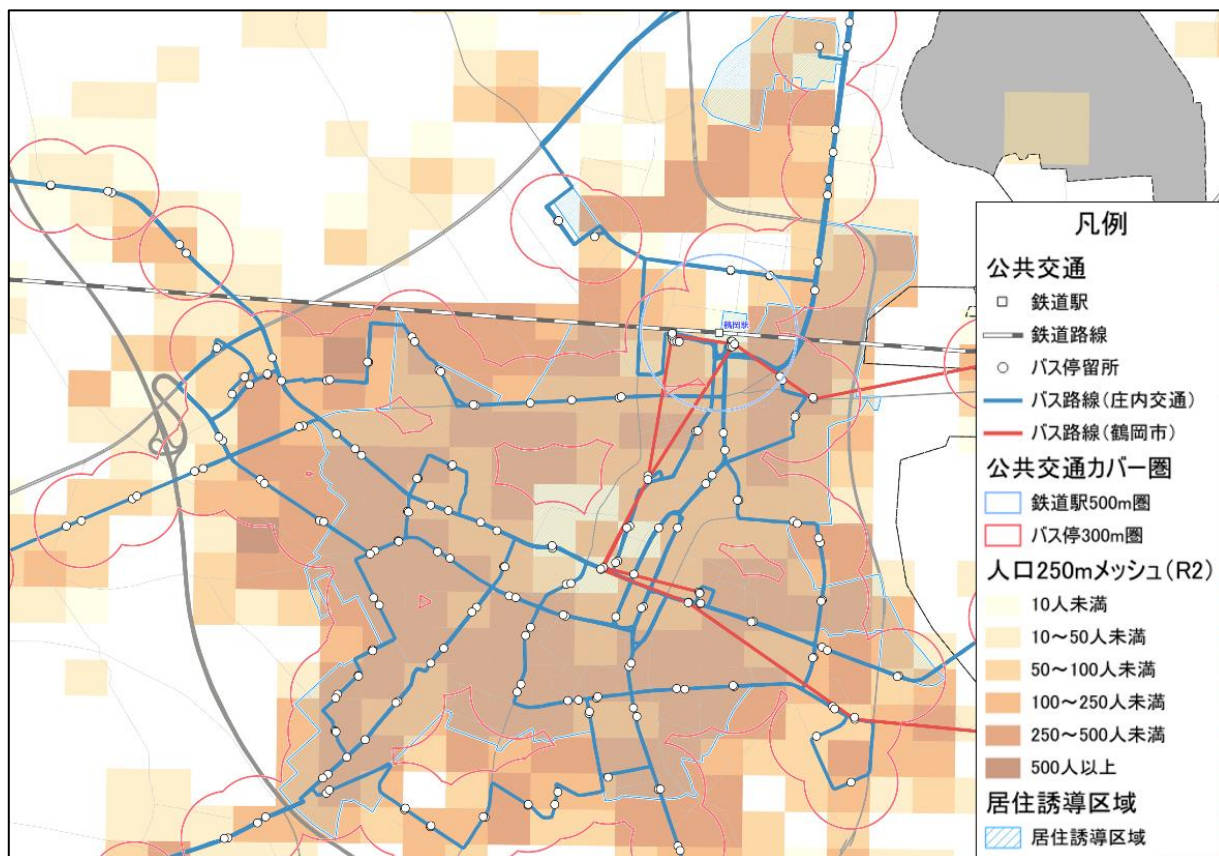 鶴岡駅
凡例
公共交通
鉄道駅
鉄道路線
バス停留所
バス路線(庄内交通)
バス路線(鶴岡市)
公共交通カバー圏
鉄道駅500m圏
バス停300m圏
人口250mメッシュ(R2)
10人未満
10~50人未満
50~100人未満
100~250人未満
250~500人未満
500人以上
居住誘導区域
居住誘導区域